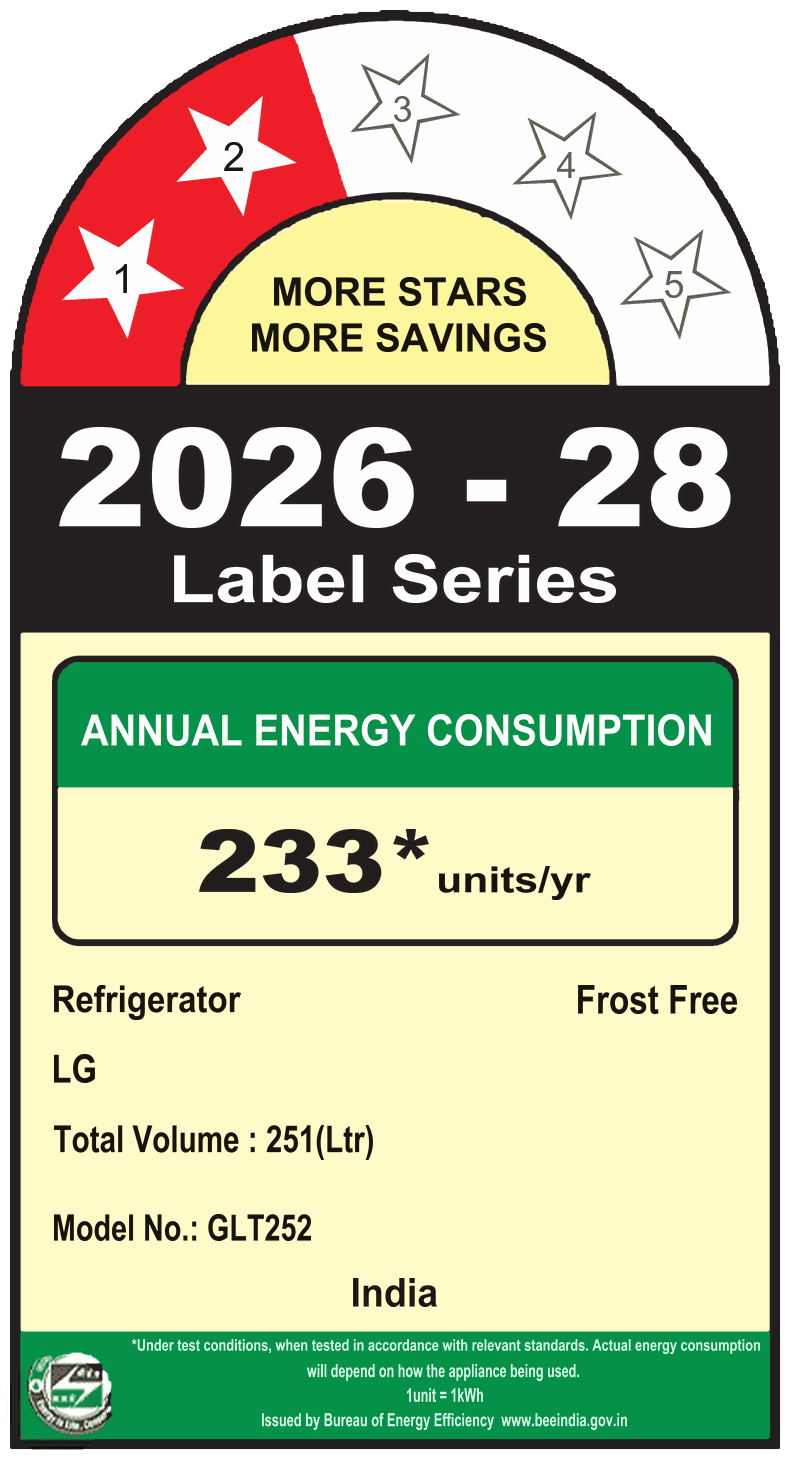 1
2
3
4
5
MORE STARS
MORE SAVINGS
2026 - 28
Label Series
ANNUAL ENERGY CONSUMPTION
233* units/yr
Refrigerator Frost Free
LG
Total Volume : 251(Ltr)
Model No.: GLT252
India
*Under test conditions, when tested in accordance with relevant standards. Actual energy consumption
will depend on how the appliance being used.
1unit = 1kWh
Issued by Bureau of Energy Efficiency www.beeindia.gov.in